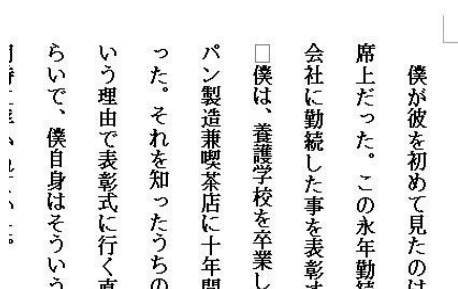 僕が彼を初めて見たのは
席上だった。この永年勤続
会社に勤続した事を表彰す
□僕は、養護学校を卒業し
パン製造兼喫茶店に十年間
った。それを知ったうちの
いう理由で表彰式に行く直
らいで、僕自身はそういう